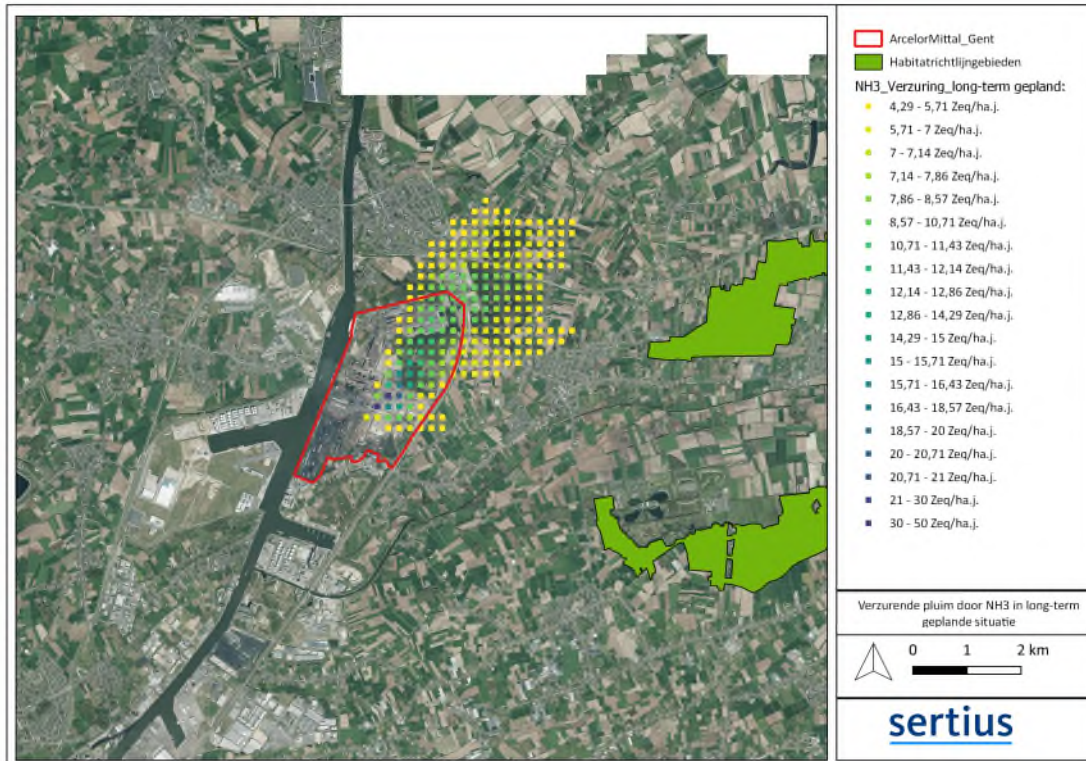 ArcelorMittal_Gent
Habitatrichtlijngebieden
NH3_Verzuring_long-term gepland:
4,29 - 5,71 Zeq/ha.j.
5,71 - 7 Zeq/ha.j.
7 - 7,14 Zeq/ha.j.
7,14 - 7,86 Zeq/ha.j.
7,86 - 8,57 Zeq/ha.j.
8,57 - 10,71 Zeq/ha.j.
10,71 - 11,43 Zeq/ha.j.
11,43 - 12,14 Zeq/ha.j.
12,14 - 12,86 Zeq/ha.j.
12,86 - 14,29 Zeq/ha.j.
14,29 - 15 Zeq/ha.j.
15 - 15,71 Zeq/ha.j.
15,71 - 16,43 Zeq/ha.j.
16,43 - 18,57 Zeq/ha.j.
18,57 - 20 Zeq/ha.j.
20 - 20,71 Zeq/ha.j.
20,71 - 21 Zeq/ha.j.
21 - 30 Zeq/ha.j.
30 - 50 Zeq/ha.j.
Verzurende pluim door NH3 in long-term
geplande situatie
0 1 2 km
sertius